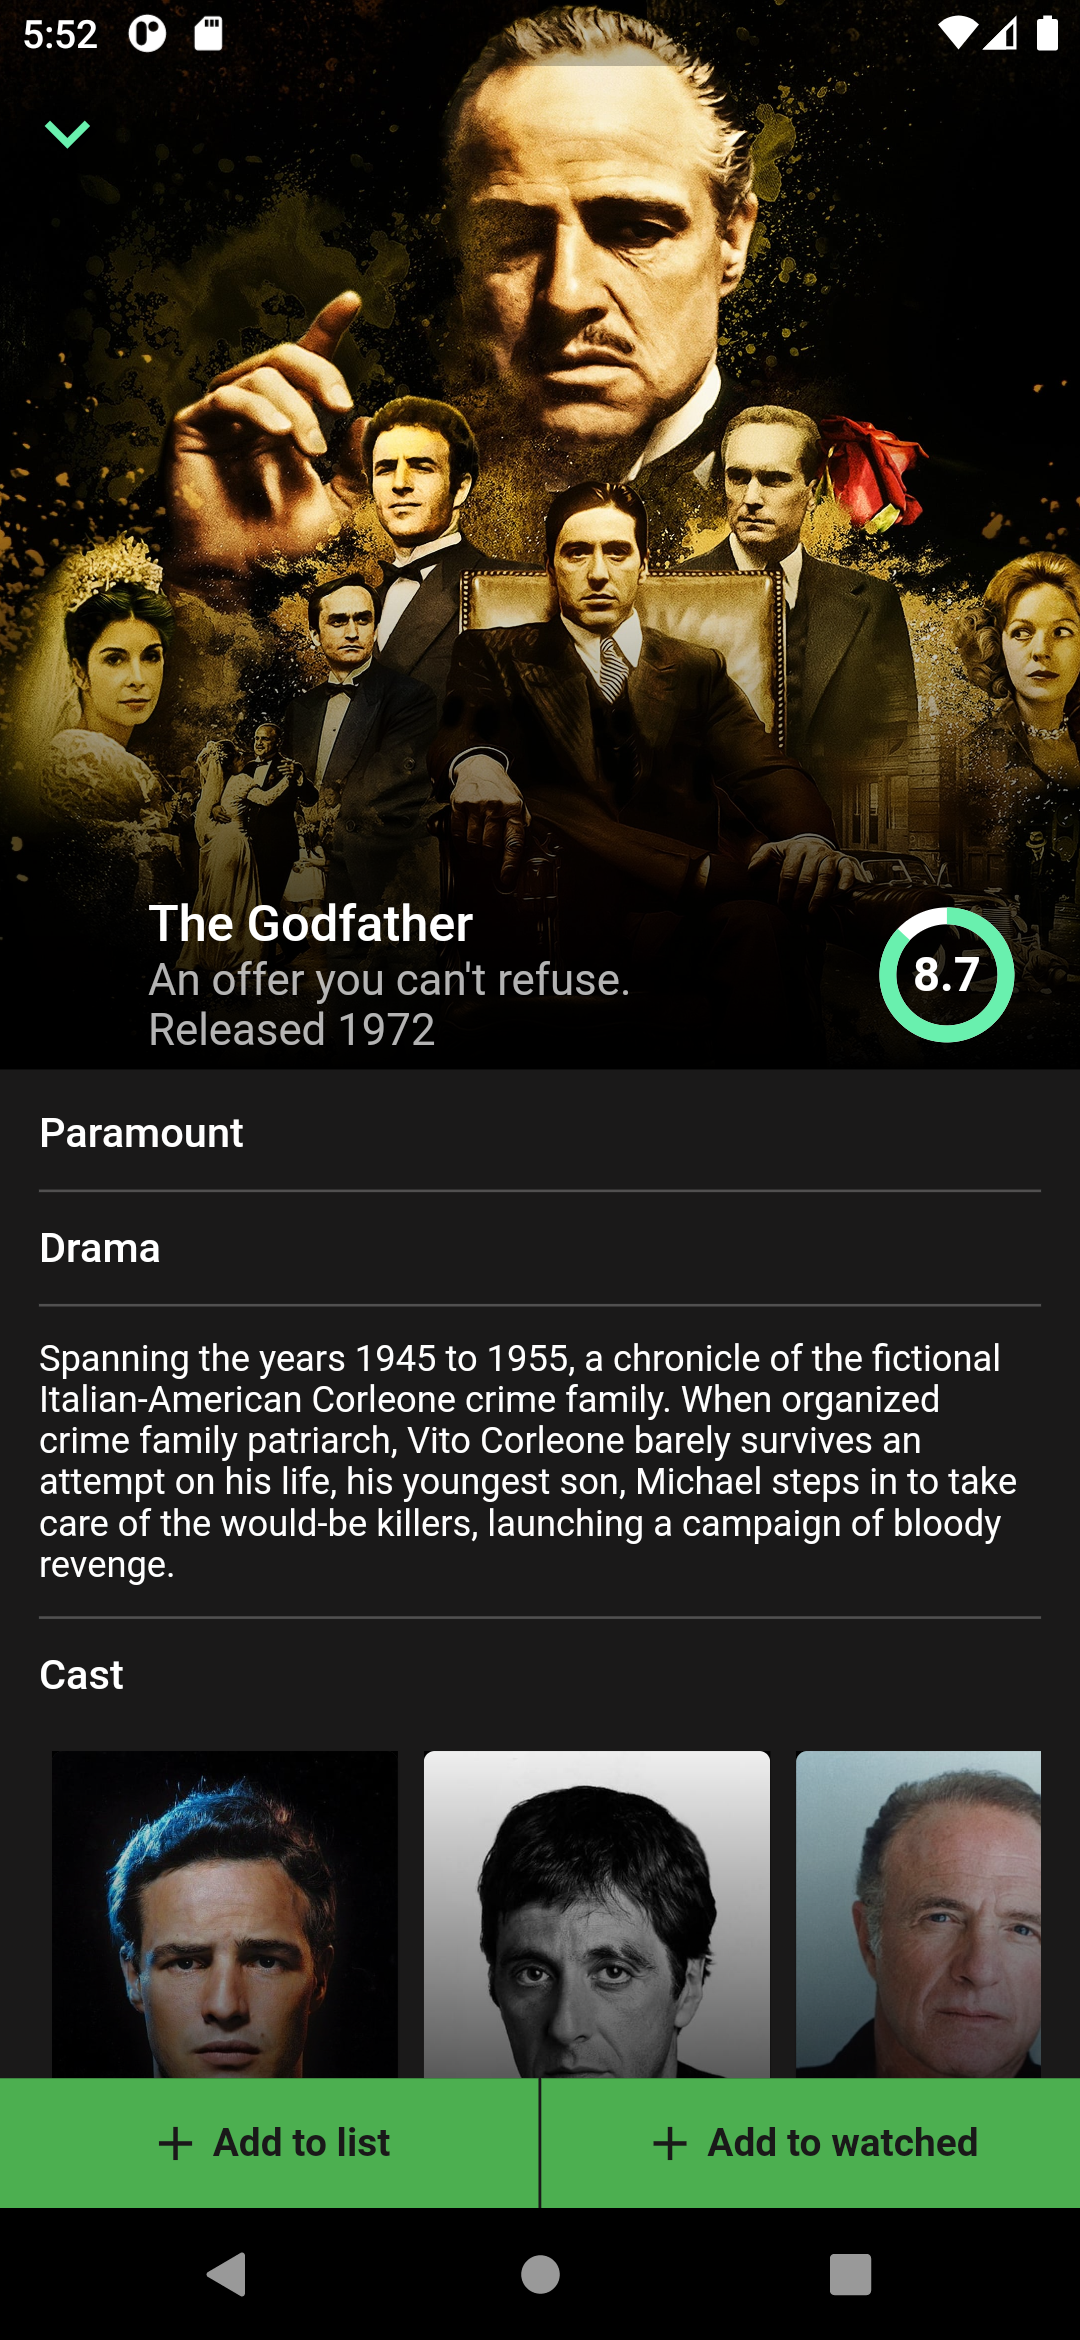 5:52
The Godfather
An offer you can't refuse.
Released 1972
8.7
Paramount
Drama
Spanning the years 1945 to 1955, a chronicle of the fictional
Italian-American Corleone crime family. When organized
crime family patriarch, Vito Corleone barely survives an
attempt on his life, his youngest son, Michael steps in to take
care of the would-be killers, launching a campaign of bloody
revenge.
Cast
Add to list
Add to watched